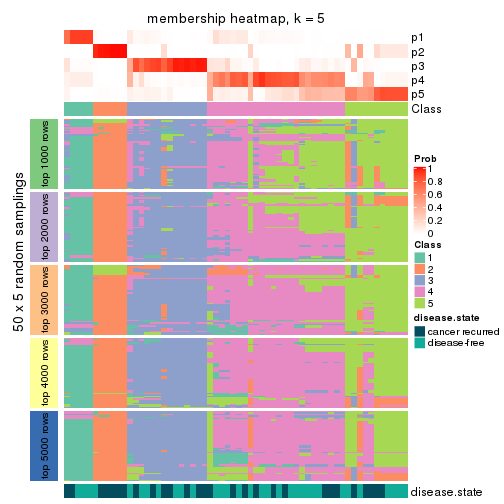 membership heatmap, k = 5
p1
p2
p3
p4
p5
Class
50 x 5 random samplings
top 1000 rows
top 2000 rows
top 3000 rows
top 4000 rows
top 5000 rows
disease.state
Prob
0.8
0.6
0.4
0.2
0
Class
1
2
3
4
5
disease.state
cancer recurred
disease-free